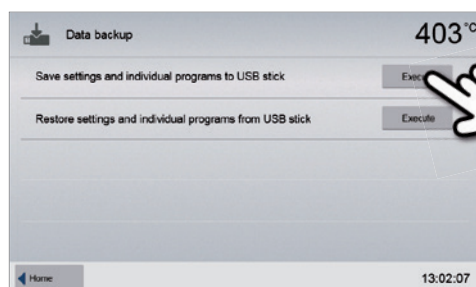 Data backup
403 °C
Save settings and individual programs to USB stick
Restore settings and individual programs from USB stick
Execute
Home
13:02:07